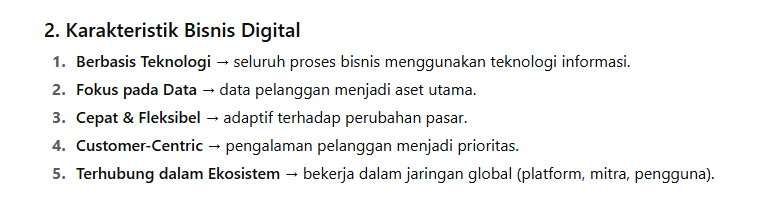 2. Karakteristik Bisnis Digital
1. Berbasis Teknologi → seluruh proses bisnis menggunakan teknologi informasi.
2. Fokus pada Data → data pelanggan menjadi aset utama.
3. Cepat & Fleksibel → adaptif terhadap perubahan pasar.
4. Customer-Centric → pengalaman pelanggan menjadi prioritas.
5. Terhubung dalam Ekosistem → bekerja dalam jaringan global (platform, mitra, pengguna).